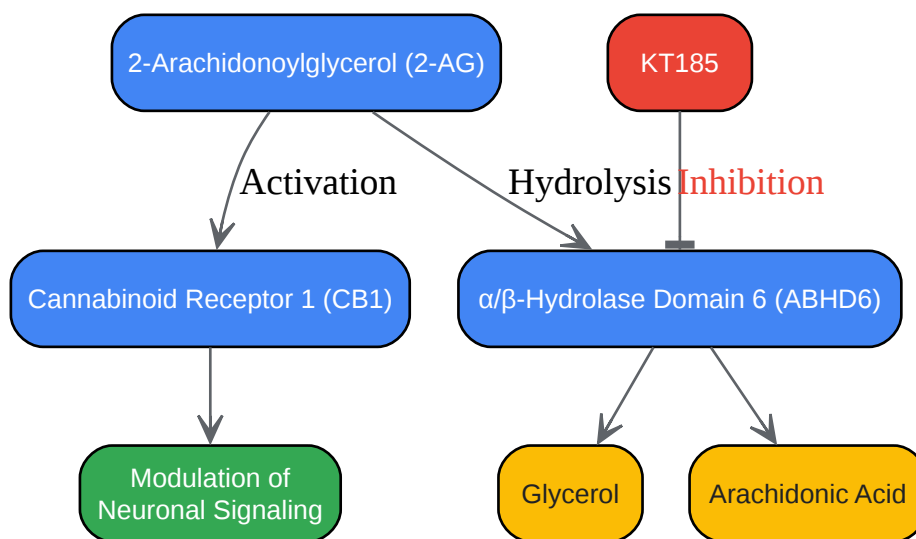 2-Arachidonoylglycerol (2-AG)
KT185
Activation
Hydrolysis
Inhibition
Cannabinoid Receptor 1 (CB1)
α/β-Hydrolase Domain 6 (ABHD6)
Modulation of
Neuronal Signaling
Glycerol
Arachidonic Acid